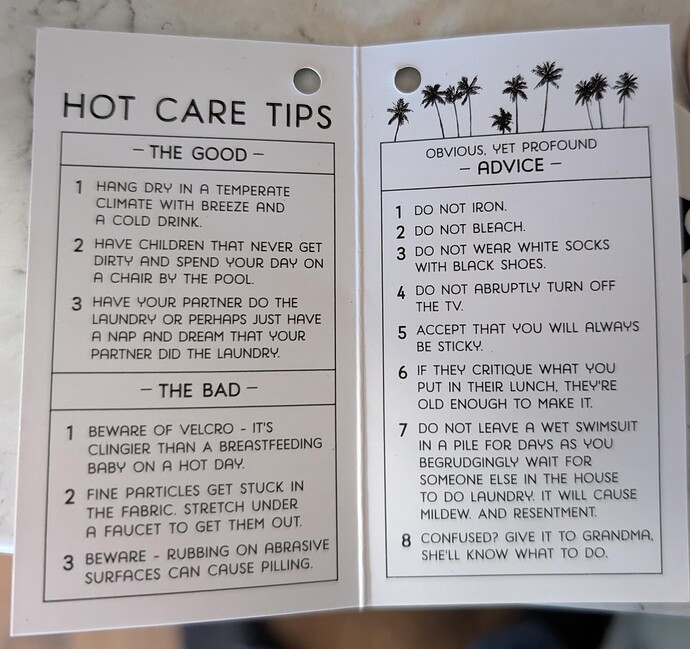 HOT CARE TIPS
– THE GOOD –
1 HANG DRY IN A TEMPERATE
CLIMATE WITH BREEZE AND
A COLD DRINK.
2 HAVE CHILDREN THAT NEVER GET
DIRTY AND SPEND YOUR DAY ON
A CHAIR BY THE POOL.
3 HAVE YOUR PARTNER DO THE
LAUNDRY OR PERHAPS JUST HAVE
A NAP AND DREAM THAT YOUR
PARTNER DID THE LAUNDRY.
– THE BAD –
1 BEWARE OF VELCRO - IT'S
CLINGIER THAN A BREASTFEEDING
BABY ON A HOT DAY.
2 FINE PARTICLES GET STUCK IN
THE FABRIC. STRETCH UNDER
A FAUCET TO GET THEM OUT.
3 BEWARE - RUBBING ON ABRASIVE
SURFACES CAN CAUSE PILLING.
OBVIOUS, YET PROFOUND
– ADVICE –
1 DO NOT IRON.
2 DO NOT BLEACH.
3 DO NOT WEAR WHITE SOCKS
WITH BLACK SHOES.
4 DO NOT ABRUPTLY TURN OFF
THE TV.
5 ACCEPT THAT YOU WILL ALWAYS
BE STICKY.
6 IF THEY CRITIQUE WHAT YOU
PUT IN THEIR LUNCH, THEY'RE
OLD ENOUGH TO MAKE IT.
7 DO NOT LEAVE A WET SWIMSUIT
IN A PILE FOR DAYS AS YOU
BEGRUDGINGLY WAIT FOR
SOMEONE ELSE IN THE HOUSE
TO DO LAUNDRY. IT WILL CAUSE
MILDEW. AND RESENTMENT.
8 CONFUSED? GIVE IT TO GRANDMA,
SHE'LL KNOW WHAT TO DO.